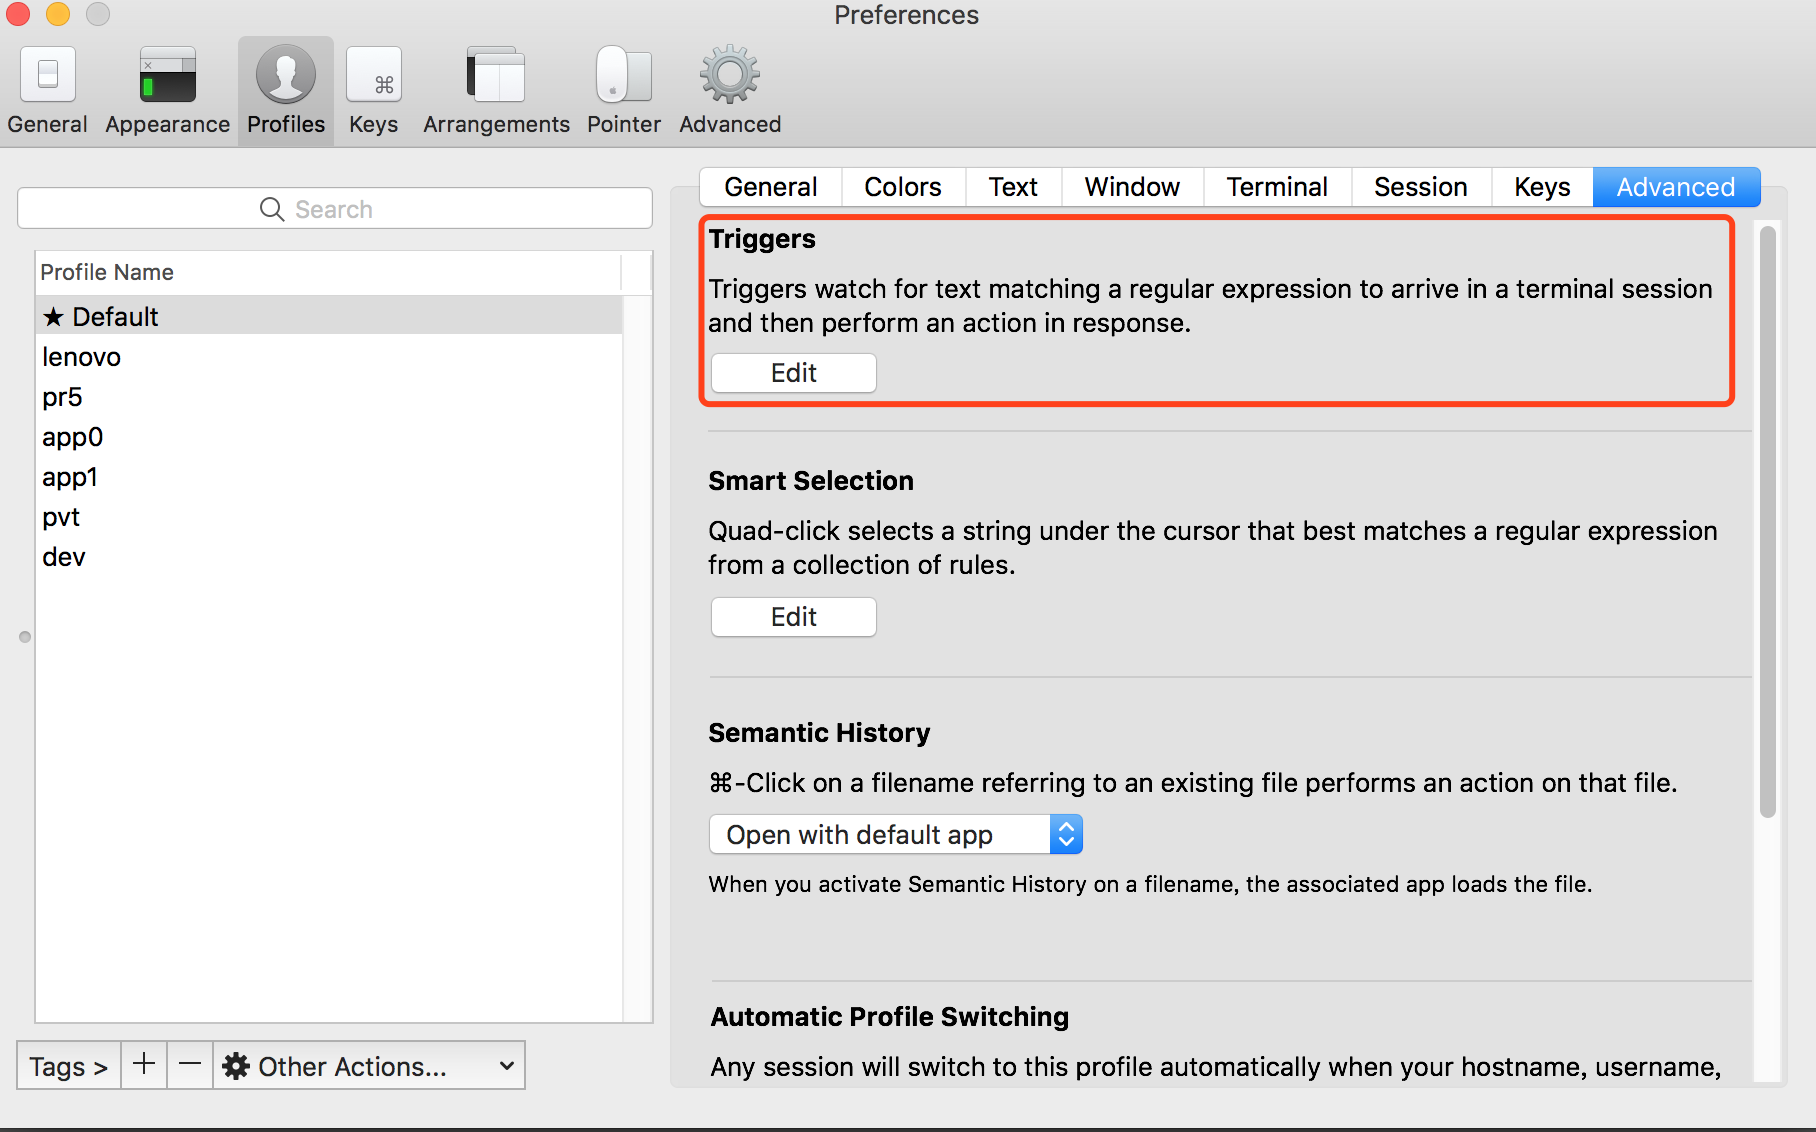 Preferences
General Appearance Profiles Keys Arrangements Pointer Advanced
Search
Profile Name
★ Default
lenovo
pr5
app0
app1
pvt
dev
Tags > + − Other Actions...
General Colors Text Window Terminal Session Keys Advanced
Triggers
Triggers watch for text matching a regular expression to arrive in a terminal session
and then perform an action in response.
Edit
Smart Selection
Quad-click selects a string under the cursor that best matches a regular expression
from a collection of rules.
Edit
Semantic History
⌘-Click on a filename referring to an existing file performs an action on that file.
Open with default app
When you activate Semantic History on a filename, the associated app loads the file.
Automatic Profile Switching
Any session will switch to this profile automatically when your hostname, username,